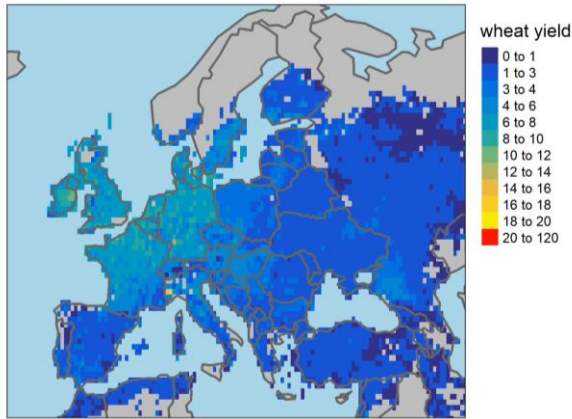 wheat yield
0 to 1
1 to 3
3 to 4
4 to 6
6 to 8
8 to 10
10 to 12
12 to 14
14 to 16
16 to 18
18 to 20
20 to 120